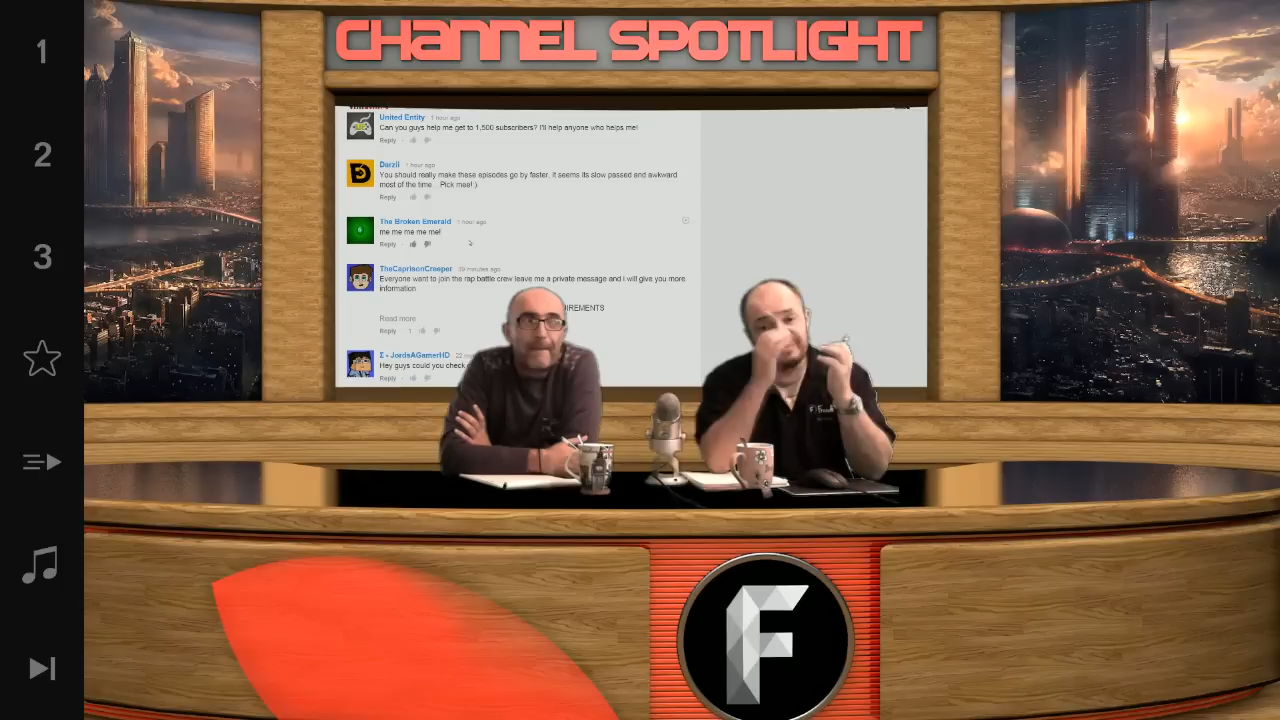 CHANNEL SPOTLIGHT
1
2
3
United Entity 1 hour ago
Can you guys help me get to 1,500 subscribers? I'll help anyone who helps me!
Reply
Darzii 1 hour ago
You should really make these episodes go by faster, it seems its slow passed and awkward
most of the time Pick mee! )
Reply
The Broken Emerald 1 hour ago
me me me me me!
Reply
TheCaprisonCreeper 39 minutes ago
Everyone want to join the rap battle crew leave me a private message and i will give you more
information
Read more
Reply 1
Σ - JordsAGamerHD 22
Hey guys could you check
Reply
F